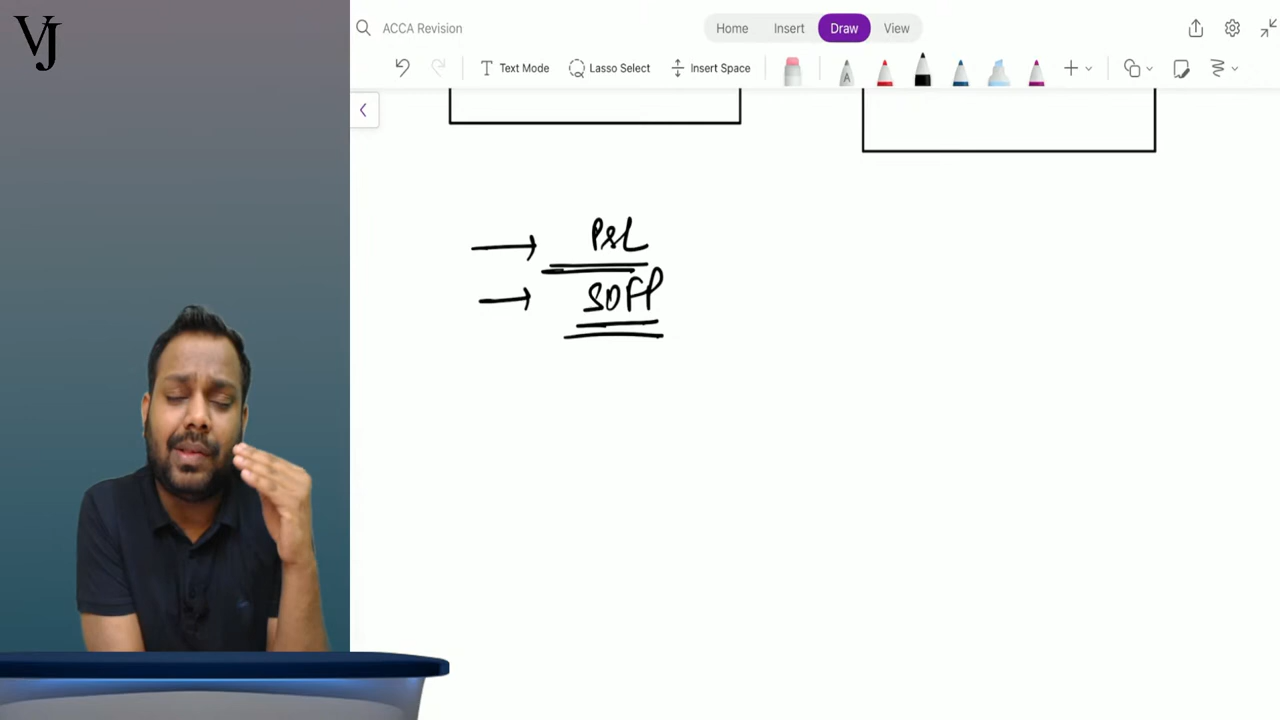 VJ
ACCA Revision
Home Insert Draw View
Text Mode Lasso Select Insert Space
A
P&L
SOFP